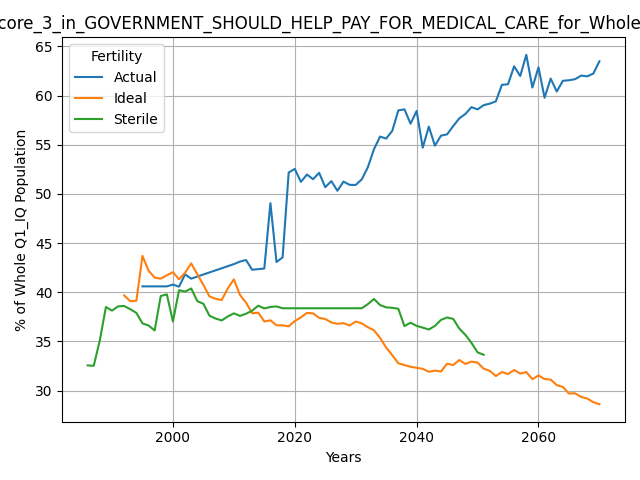 core_3_in_GOVERNMENT_SHOULD_HELP_PAY_FOR_MEDICAL_CARE_for_Whole
Fertility
Actual
Ideal
Sterile
65
60
55
50
45
40
35
30
% of Whole Q1_IQ Population
2000
2020
2040
2060
Years